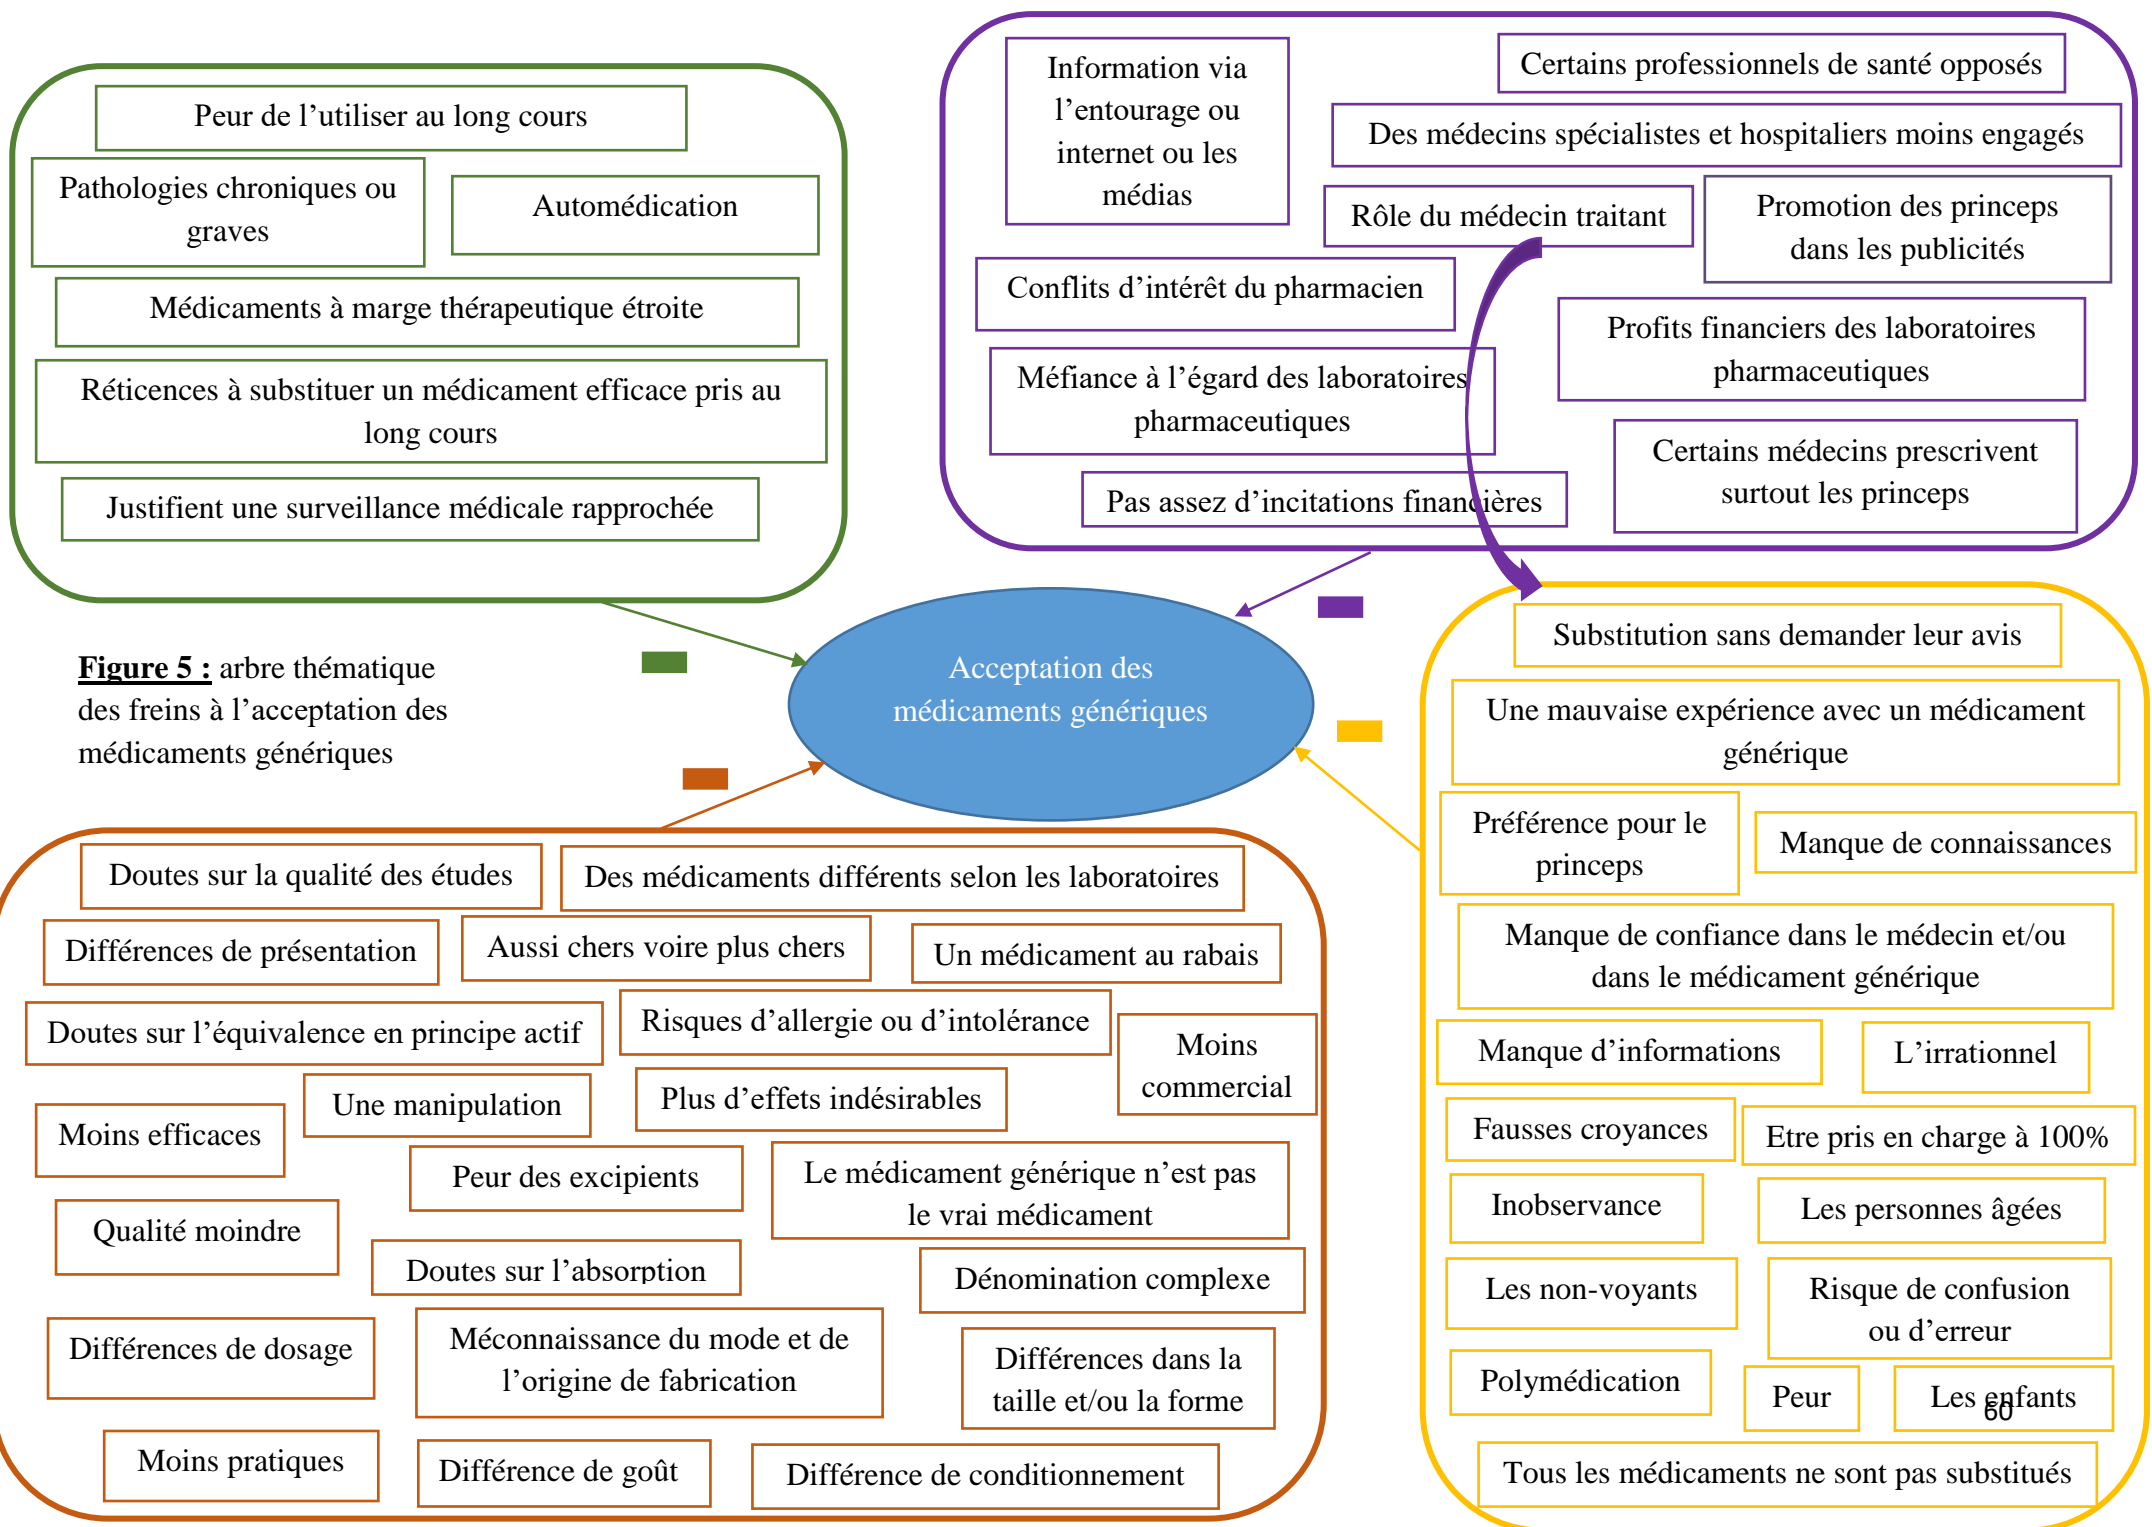 Peur de l’utiliser au long cours
Pathologies chroniques ou
graves
Automédication
Médicaments à marge thérapeutique étroite
Réticences à substituer un médicament efficace pris au
long cours
Justifient une surveillance médicale rapprochée
Information via
l’entourage ou
internet ou les
médias
Certains professionnels de santé opposés
Des médecins spécialistes et hospitaliers moins engagés
Rôle du médecin traitant
Promotion des princeps
dans les publicités
Conflits d’intérêt du pharmacien
Profits financiers des laboratoires
pharmaceutiques
Méfiance à l’égard des laboratoires
pharmaceutiques
Certains médecins prescrivent
surtout les princeps
Pas assez d’incitations financières
Acceptation des
médicaments génériques
Figure 5 : arbre thématique
des freins à l’acceptation des
médicaments génériques
Substitution sans demander leur avis
Une mauvaise expérience avec un médicament
générique
Préférence pour le
princeps
Manque de connaissances
Manque de confiance dans le médecin et/ou
dans le médicament générique
Manque d’informations
L’irrationnel
Fausses croyances
Etre pris en charge à 100%
Inobservance
Les personnes âgées
Les non-voyants
Risque de confusion
ou d’erreur
Polymédication
Peur
Les enfants
60
Tous les médicaments ne sont pas substitués
Doutes sur la qualité des études
Des médicaments différents selon les laboratoires
Différences de présentation
Aussi chers voire plus chers
Un médicament au rabais
Doutes sur l’équivalence en principe actif
Risques d’allergie ou d’intolérance
Moins
commercial
Une manipulation
Plus d’effets indésirables
Moins efficaces
Peur des excipients
Le médicament générique n’est pas
le vrai médicament
Qualité moindre
Doutes sur l’absorption
Dénomination complexe
Différences de dosage
Méconnaissance du mode et de
l’origine de fabrication
Différences dans la
taille et/ou la forme
Moins pratiques
Différence de goût
Différence de conditionnement